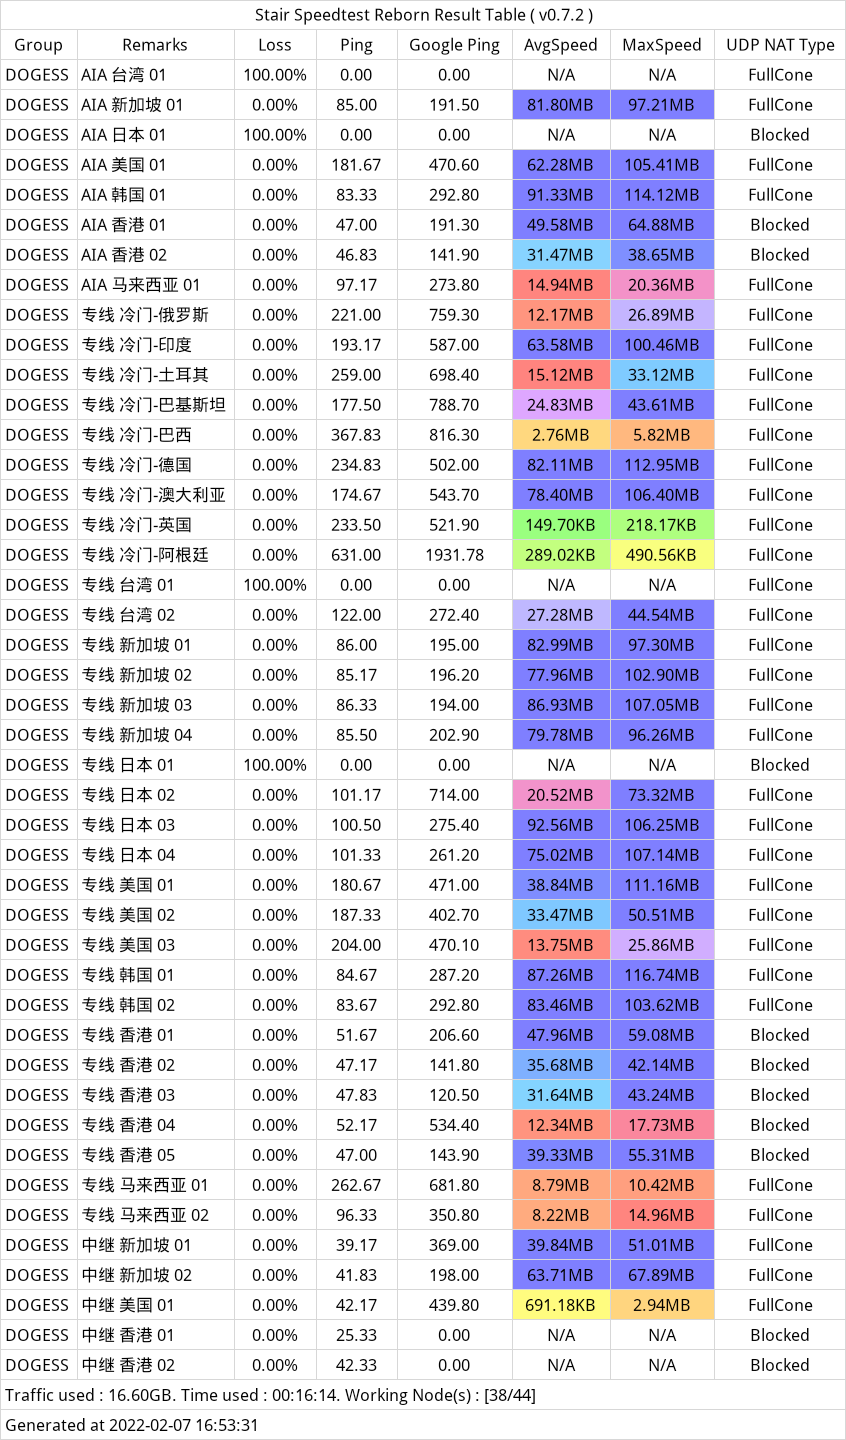 Stair Speedtest Reborn Result Table ( v0.7.2 )
Group Remarks Loss Ping Google Ping AvgSpeed MaxSpeed UDP NAT Type
DOGESS AIA 台湾 01 100.00% 0.00 0.00 N/A N/A FullCone
DOGESS AIA 新加坡 01 0.00% 85.00 191.50 81.80MB 97.21MB FullCone
DOGESS AIA 日本 01 100.00% 0.00 0.00 N/A N/A Blocked
DOGESS AIA 美国 01 0.00% 181.67 470.60 62.28MB 105.41MB FullCone
DOGESS AIA 韩国 01 0.00% 83.33 292.80 91.33MB 114.12MB FullCone
DOGESS AIA 香港 01 0.00% 47.00 191.30 49.58MB 64.88MB Blocked
DOGESS AIA 香港 02 0.00% 46.83 141.90 31.47MB 38.65MB Blocked
DOGESS AIA 马来西亚 01 0.00% 97.17 273.80 14.94MB 20.36MB FullCone
DOGESS 专线 冷门-俄罗斯 0.00% 221.00 759.30 12.17MB 26.89MB FullCone
DOGESS 专线 冷门-印度 0.00% 193.17 587.00 63.58MB 100.46MB FullCone
DOGESS 专线 冷门-土耳其 0.00% 259.00 698.40 15.12MB 33.12MB FullCone
DOGESS 专线 冷门-巴基斯坦 0.00% 177.50 788.70 24.83MB 43.61MB FullCone
DOGESS 专线 冷门-巴西 0.00% 367.83 816.30 2.76MB 5.82MB FullCone
DOGESS 专线 冷门-德国 0.00% 234.83 502.00 82.11MB 112.95MB FullCone
DOGESS 专线 冷门-澳大利亚 0.00% 174.67 543.70 78.40MB 106.40MB FullCone
DOGESS 专线 冷门-英国 0.00% 233.50 521.90 149.70KB 218.17KB FullCone
DOGESS 专线 冷门-阿根廷 0.00% 631.00 1931.78 289.02KB 490.56KB FullCone
DOGESS 专线 台湾 01 100.00% 0.00 0.00 N/A N/A FullCone
DOGESS 专线 台湾 02 0.00% 122.00 272.40 27.28MB 44.54MB FullCone
DOGESS 专线 新加坡 01 0.00% 86.00 195.00 82.99MB 97.30MB FullCone
DOGESS 专线 新加坡 02 0.00% 85.17 196.20 77.96MB 102.90MB FullCone
DOGESS 专线 新加坡 03 0.00% 86.33 194.00 86.93MB 107.05MB FullCone
DOGESS 专线 新加坡 04 0.00% 85.50 202.90 79.78MB 96.26MB FullCone
DOGESS 专线 日本 01 100.00% 0.00 0.00 N/A N/A Blocked
DOGESS 专线 日本 02 0.00% 101.17 714.00 20.52MB 73.32MB FullCone
DOGESS 专线 日本 03 0.00% 100.50 275.40 92.56MB 106.25MB FullCone
DOGESS 专线 日本 04 0.00% 101.33 261.20 75.02MB 107.14MB FullCone
DOGESS 专线 美国 01 0.00% 180.67 471.00 38.84MB 111.16MB FullCone
DOGESS 专线 美国 02 0.00% 187.33 402.70 33.47MB 50.51MB FullCone
DOGESS 专线 美国 03 0.00% 204.00 470.10 13.75MB 25.86MB FullCone
DOGESS 专线 韩国 01 0.00% 84.67 287.20 87.26MB 116.74MB FullCone
DOGESS 专线 韩国 02 0.00% 83.67 292.80 83.46MB 103.62MB FullCone
DOGESS 专线 香港 01 0.00% 51.67 206.60 47.96MB 59.08MB Blocked
DOGESS 专线 香港 02 0.00% 47.17 141.80 35.68MB 42.14MB Blocked
DOGESS 专线 香港 03 0.00% 47.83 120.50 31.64MB 43.24MB Blocked
DOGESS 专线 香港 04 0.00% 52.17 534.40 12.34MB 17.73MB Blocked
DOGESS 专线 香港 05 0.00% 47.00 143.90 39.33MB 55.31MB Blocked
DOGESS 专线 马来西亚 01 0.00% 262.67 681.80 8.79MB 10.42MB FullCone
DOGESS 专线 马来西亚 02 0.00% 96.33 350.80 8.22MB 14.96MB FullCone
DOGESS 中继 新加坡 01 0.00% 39.17 369.00 39.84MB 51.01MB FullCone
DOGESS 中继 新加坡 02 0.00% 41.83 198.00 63.71MB 67.89MB FullCone
DOGESS 中继 美国 01 0.00% 42.17 439.80 691.18KB 2.94MB FullCone
DOGESS 中继 香港 01 0.00% 25.33 0.00 N/A N/A Blocked
DOGESS 中继 香港 02 0.00% 42.33 0.00 N/A N/A Blocked
Traffic used : 16.60GB. Time used : 00:16:14. Working Node(s) : [38/44]
Generated at 2022-02-07 16:53:31